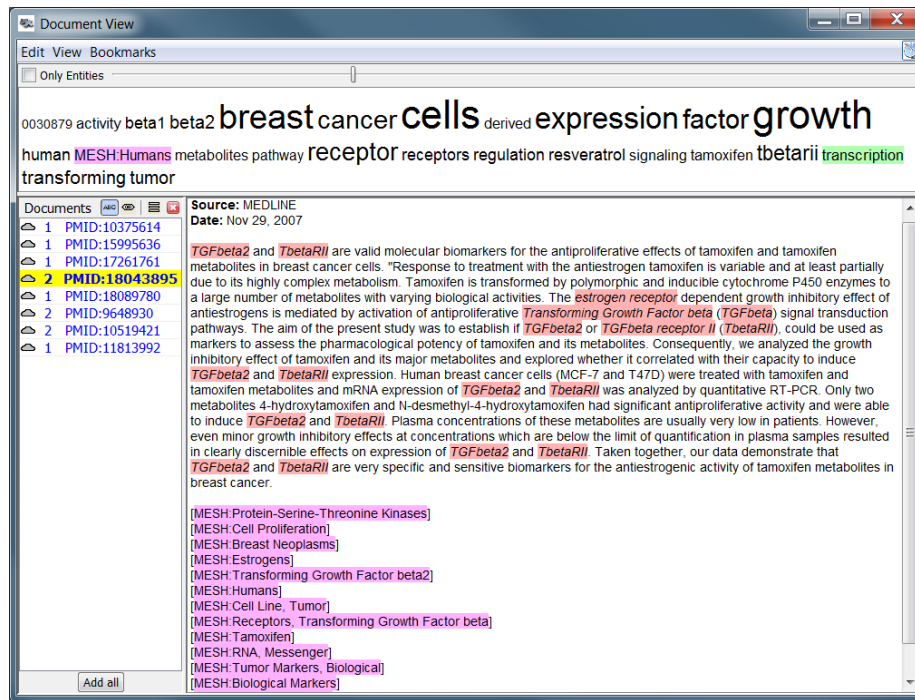 Document View
Edit View Bookmarks
Only Entities
0030879 activity beta1 beta2 breast cancer cells derived expression factor growth
human MESH:Humans metabolites pathway receptor receptors regulation resveratrol signaling tamoxifen tbetarii transcription
transforming tumor
Documents ABC
1 PMID:10375614
1 PMID:15995636
1 PMID:17261761
2 PMID:18043895
1 PMID:18089780
2 PMID:9648930
2 PMID:10519421
1 PMID:11813992
Add all
Source: MEDLINE
Date: Nov 29, 2007
TGFbeta2 and TbetaRII are valid molecular biomarkers for the antiproliferative effects of tamoxifen and tamoxifen
metabolites in breast cancer cells. "Response to treatment with the antiestrogen tamoxifen is variable and at least partially
due to its highly complex metabolism. Tamoxifen is transformed by polymorphic and inducible cytochrome P450 enzymes to
a large number of metabolites with varying biological activities. The estrogen receptor dependent growth inhibitory effect of
antiestrogens is mediated by activation of antiproliferative Transforming Growth Factor beta (TGFbeta) signal transduction
pathways. The aim of the present study was to establish if TGFbeta2 or TGFbeta receptor II (TbetaRII), could be used as
markers to assess the pharmacological potency of tamoxifen and its metabolites. Consequently, we analyzed the growth
inhibitory effect of tamoxifen and its major metabolites and explored whether it correlated with their capacity to induce
TGFbeta2 and TbetaRII expression. Human breast cancer cells (MCF-7 and T47D) were treated with tamoxifen and
tamoxifen metabolites and mRNA expression of TGFbeta2 and TbetaRII was analyzed by quantitative RT-PCR. Only two
metabolites 4-hydroxytamoxifen and N-desmethyl-4-hydroxytamoxifen had significant antiproliferative activity and were able
to induce TGFbeta2 and TbetaRII. Plasma concentrations of these metabolites are usually very low in patients. However,
even minor growth inhibitory effects at concentrations which are below the limit of quantification in plasma samples resulted
in clearly discernible effects on expression of TGFbeta2 and TbetaRII. Taken together, our data demonstrate that
TGFbeta2 and TbetaRII are very specific and sensitive biomarkers for the antiestrogenic activity of tamoxifen metabolites in
breast cancer.
[MESH:Protein-Serine-Threonine Kinases]
[MESH:Cell Proliferation]
[MESH:Breast Neoplasms]
[MESH:Estrogens]
[MESH:Transforming Growth Factor beta2]
[MESH:Humans]
[MESH:Cell Line, Tumor]
[MESH:Receptors, Transforming Growth Factor beta]
[MESH:Tamoxifen]
[MESH:RNA, Messenger]
[MESH:Tumor Markers, Biological]
[MESH:Biological Markers]